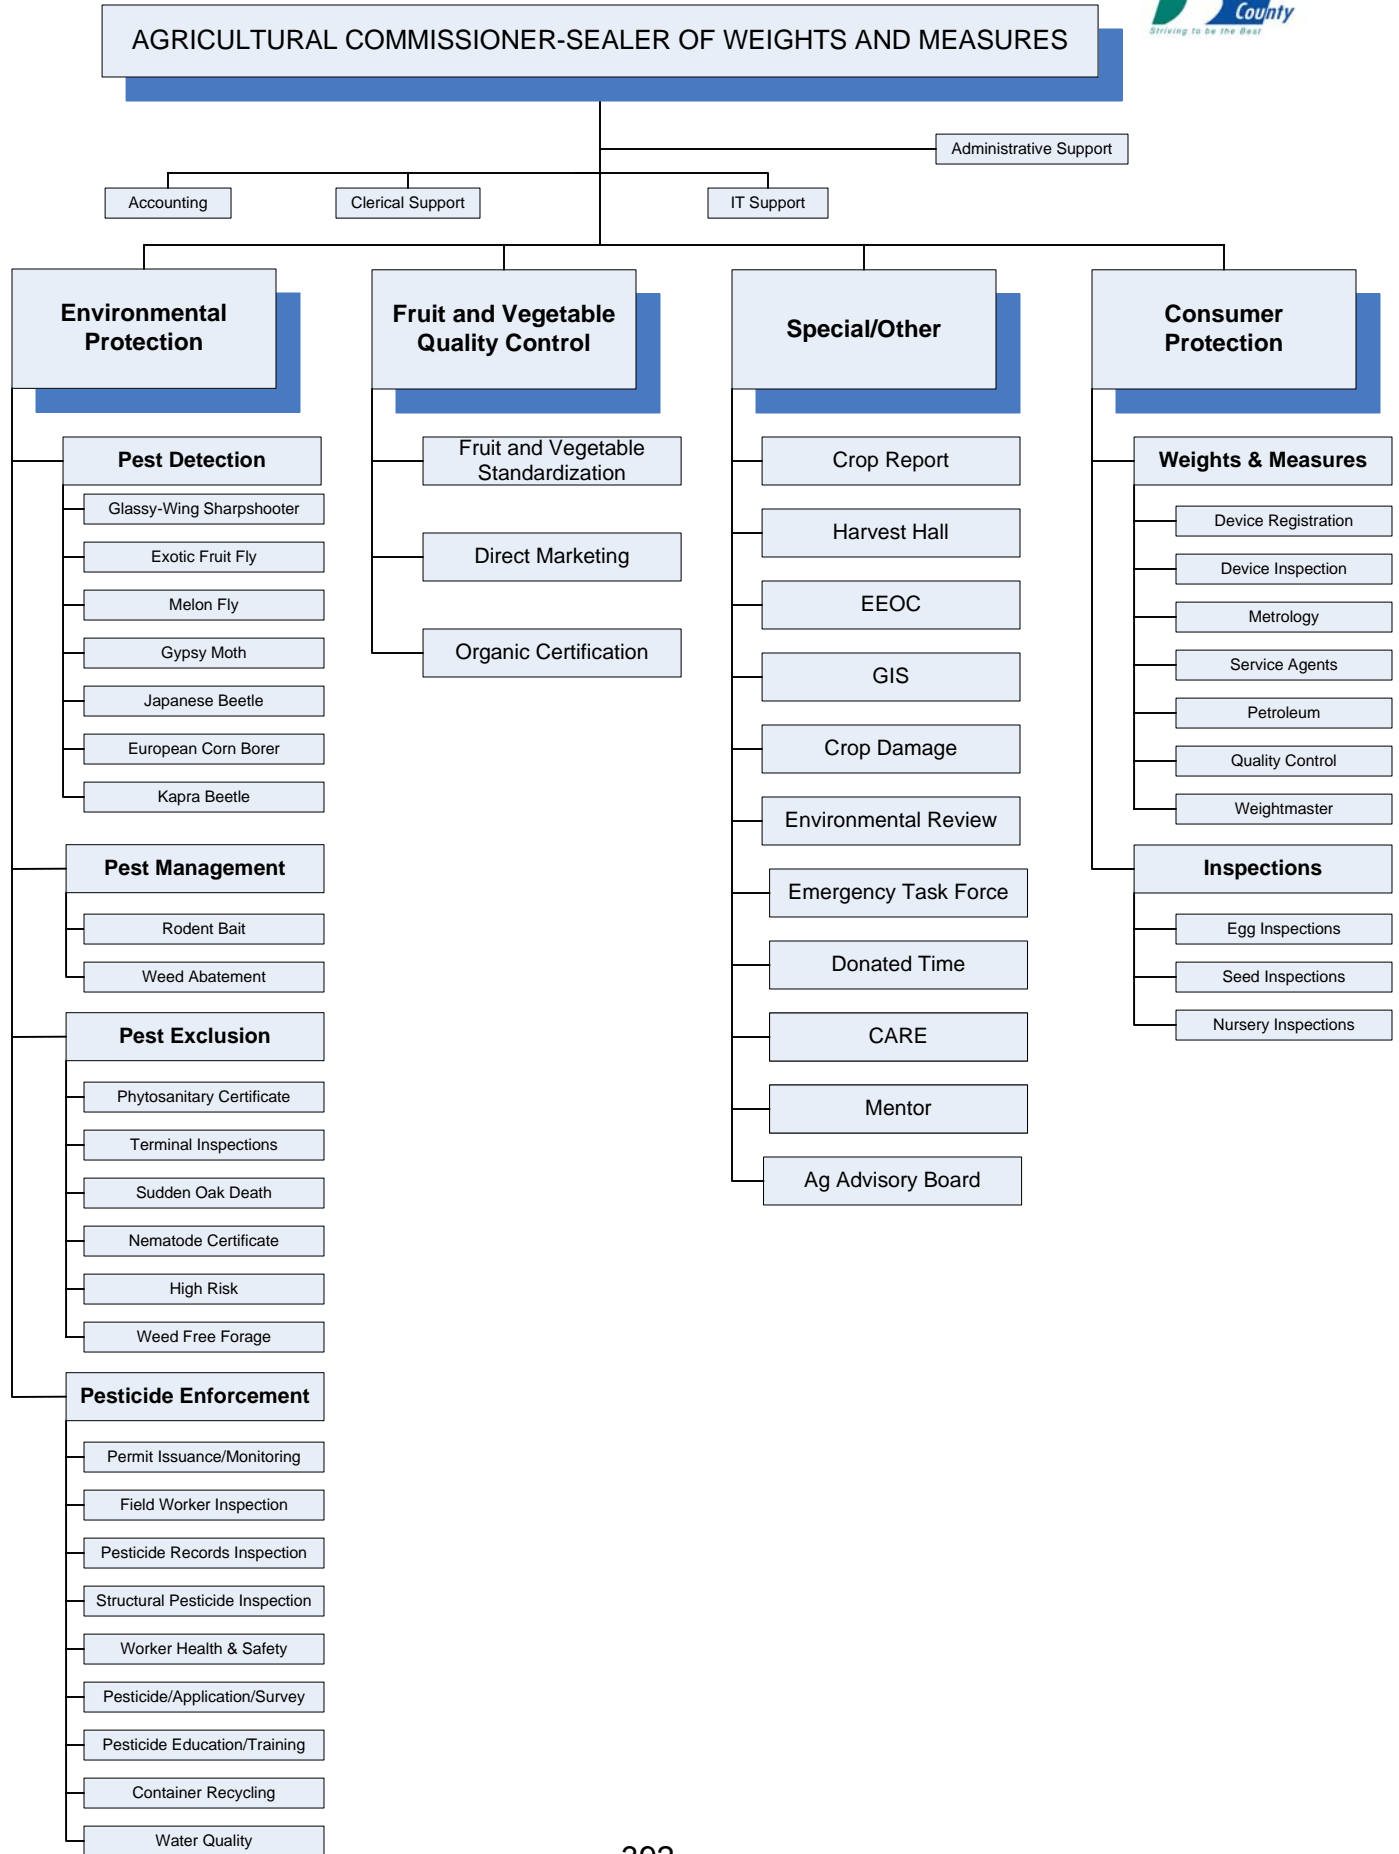 County
Striving to be the Best
AGRICULTURAL COMMISSIONER-SEALER OF WEIGHTS AND MEASURES
Administrative Support
Accounting
Clerical Support
IT Support
Environmental
Protection
Pest Detection
Glassy-Wing Sharpshooter
Exotic Fruit Fly
Melon Fly
Gypsy Moth
Japanese Beetle
European Corn Borer
Kapra Beetle
Pest Management
Rodent Bait
Weed Abatement
Pest Exclusion
Phytosanitary Certificate
Terminal Inspections
Sudden Oak Death
Nematode Certificate
High Risk
Weed Free Forage
Pesticide Enforcement
Permit Issuance/Monitoring
Field Worker Inspection
Pesticide Records Inspection
Structural Pesticide Inspection
Worker Health & Safety
Pesticide/Application/Survey
Pesticide Education/Training
Container Recycling
Water Quality
Fruit and Vegetable
Quality Control
Fruit and Vegetable
Standardization
Direct Marketing
Organic Certification
Special/Other
Crop Report
Harvest Hall
EEOC
GIS
Crop Damage
Environmental Review
Emergency Task Force
Donated Time
CARE
Mentor
Ag Advisory Board
Consumer
Protection
Weights & Measures
Device Registration
Device Inspection
Metrology
Service Agents
Petroleum
Quality Control
Weightmaster
Inspections
Egg Inspections
Seed Inspections
Nursery Inspections